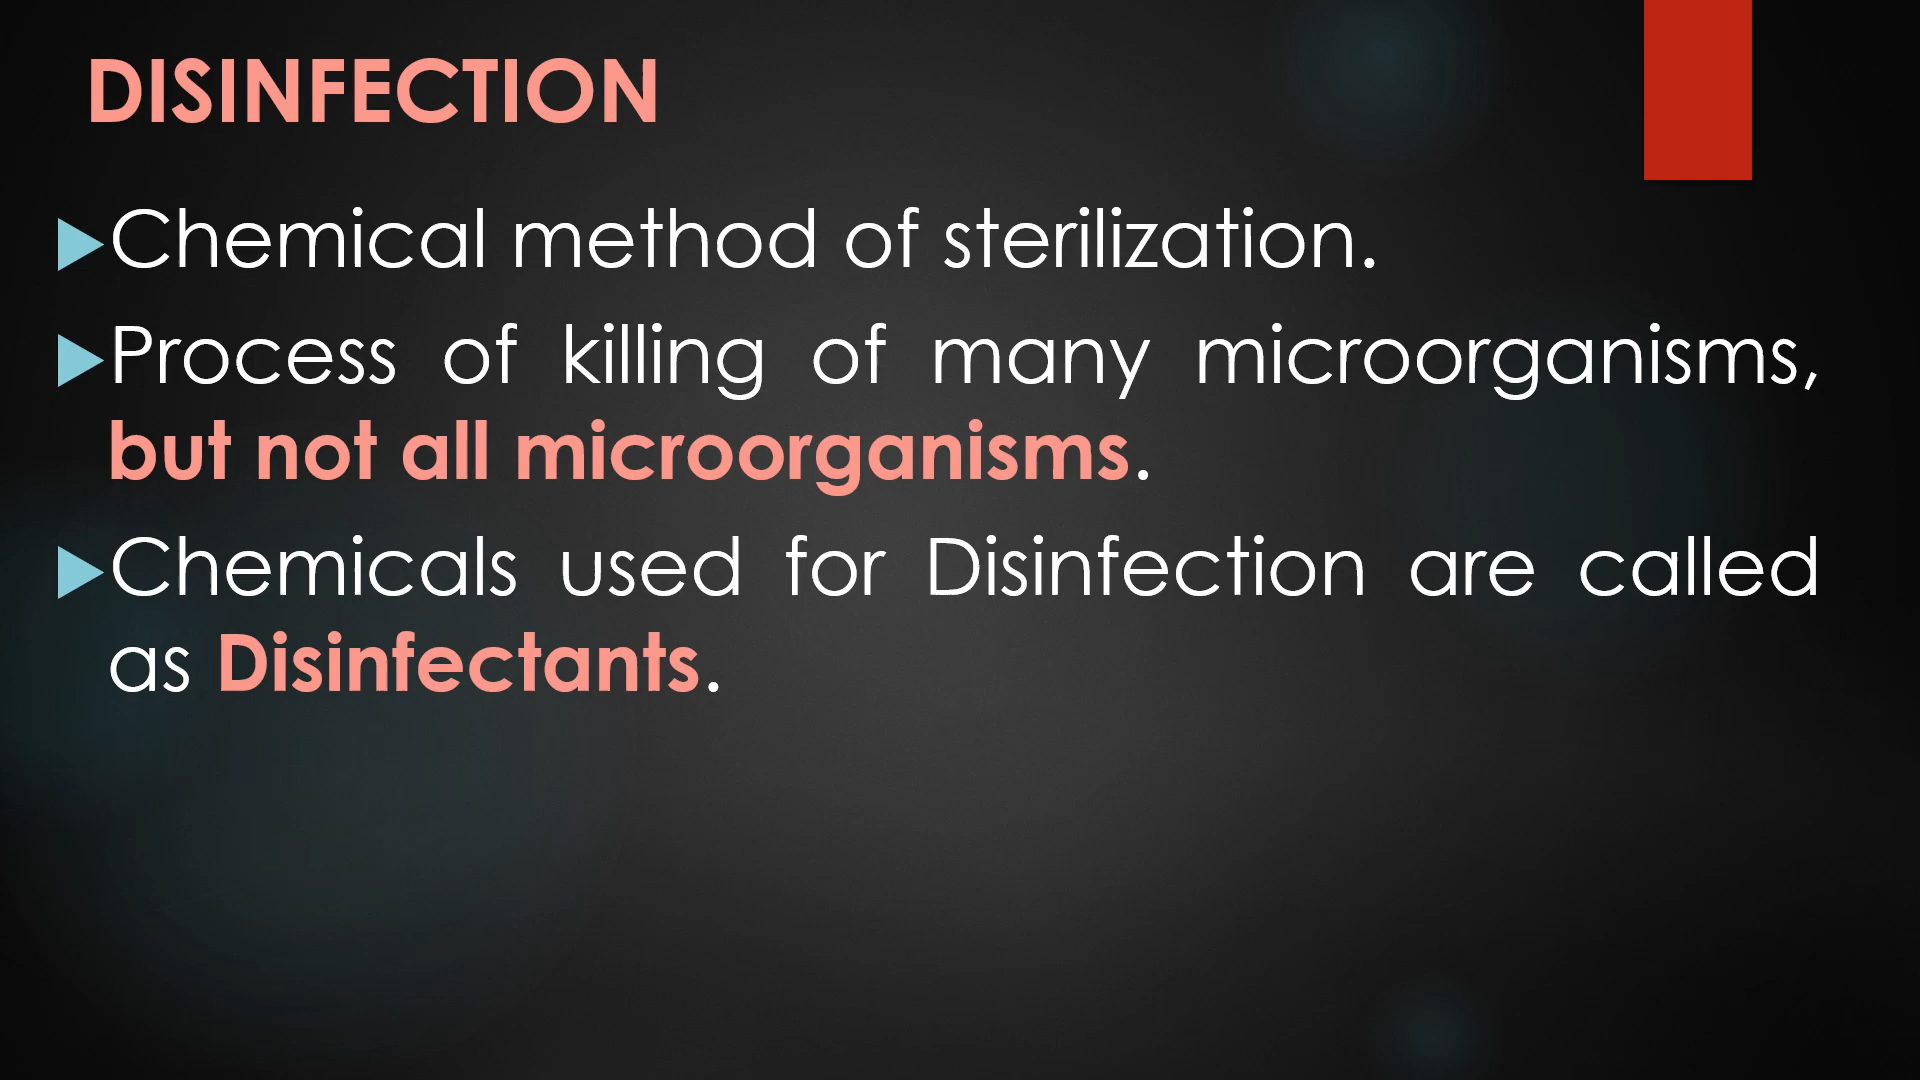 DISINFECTION
Chemical method of sterilization.
Process of killing of many microorganisms,
but not all microorganisms.
Chemicals used for Disinfection are called
as Disinfectants.